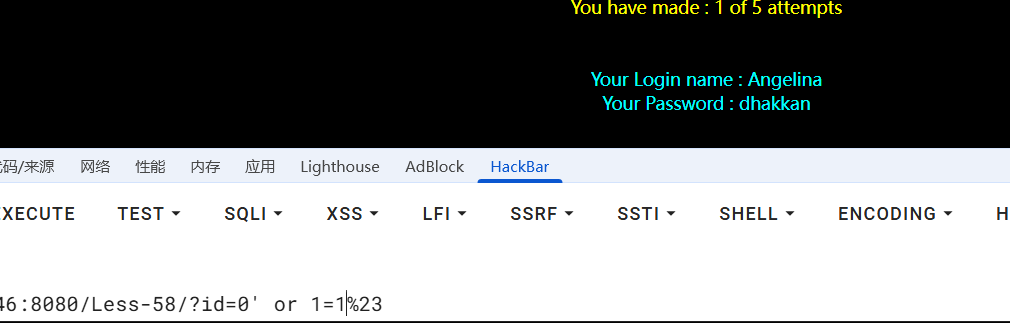 You have made : 1 of 5 attempts
Your Login name : Angelina
Your Password : dhakkan
代码/来源 网络 性能 内存 应用 Lighthouse AdBlock HackBar
EXECUTE TEST SQLI XSS LFI SSRF SSTI SHELL ENCODING H
46:8080/Less-58/?id=0' or 1=1%23